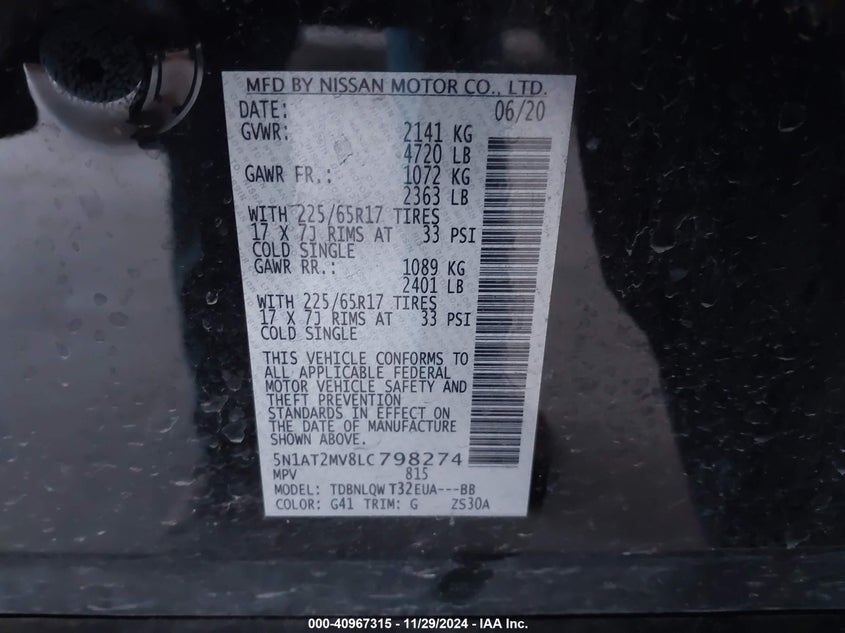 MFD BY NISSAN MOTOR CO., LTD.
DATE: 06/20
GVWR: 2141 KG
4720 LB
GAWR FR.: 1072 KG
2363 LB
WITH 225/65R17 TIRES
17 X 7J RIMS AT 33 PSI
COLD SINGLE
GAWR RR.: 1089 KG
2401 LB
WITH 225/65R17 TIRES
17 X 7J RIMS AT 33 PSI
COLD SINGLE
THIS VEHICLE CONFORMS TO
ALL APPLICABLE FEDERAL
MOTOR VEHICLE SAFETY AND
THEFT PREVENTION
STANDARDS IN EFFECT ON
THE DATE OF MANUFACTURE
SHOWN ABOVE.
5N1AT2MV8LC798274
MPV 815
MODEL: TDBNLQW T32EUA---BB
COLOR: G41 TRIM: G ZS30A
000-40967315 - 11/29/2024 - IAA Inc.